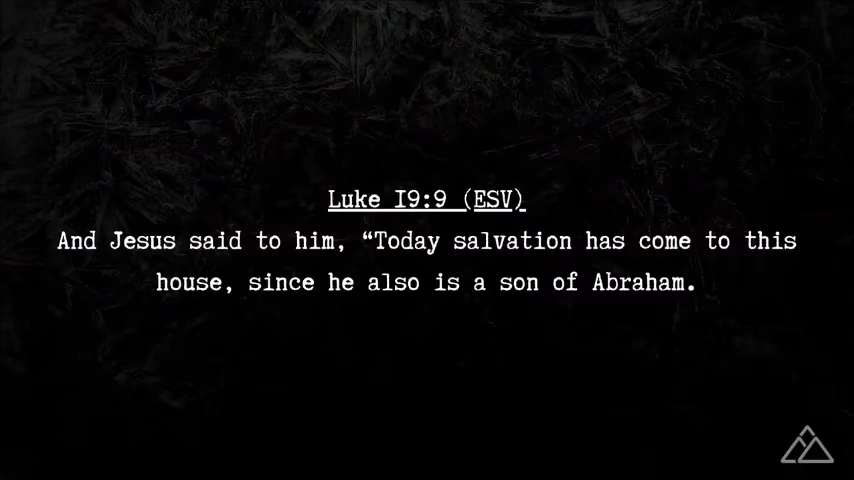 Luke 19:9 (ESV)
And Jesus said to him, “Today salvation has come to this
house, since he also is a son of Abraham.